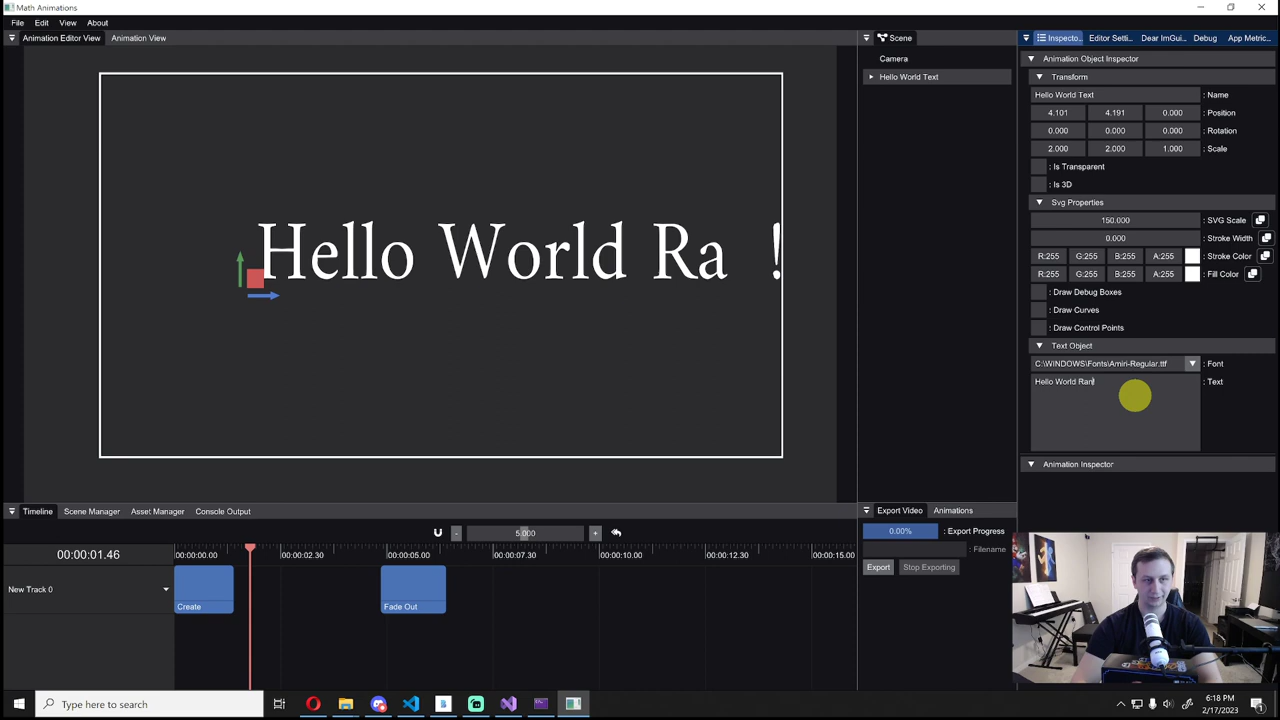 Math Animations
File Edit View About
Animation Editor View Animation View
Scene
Inspecto... Editor Setti... Dear ImGui... Debug App Metric...
Camera
Hello World Text
Animation Object Inspector
Transform
Hello World Text : Name
4.101 4.191 0.000 : Position
0.000 0.000 0.000 : Rotation
2.000 2.000 1.000 : Scale
: Is Transparent
: Is 3D
Svg Properties
150.000 : SVG Scale
0.000 : Stroke Width
R:255 G:255 B:255 A:255 : Stroke Color
R:255 G:255 B:255 A:255 : Fill Color
: Draw Debug Boxes
: Draw Curves
: Draw Control Points
Text Object
C:\WINDOWS\Fonts\Amiri-Regular.ttf : Font
Hello World : Text
Animation Inspector
Hello World Ra !
Timeline Scene Manager Asset Manager Console Output
- 5.000 +
00:00:01.46
00:00:00.00 00:00:02.30 00:00:05.00 00:00:07.30 00:00:10.00 00:00:12.30 00:00:15.00
New Track 0
Create
Fade Out
Export Video Animations
0.00% : Export Progress
: Filename
Export Stop Exporting
Type here to search
6:18 PM
2/17/2023
1